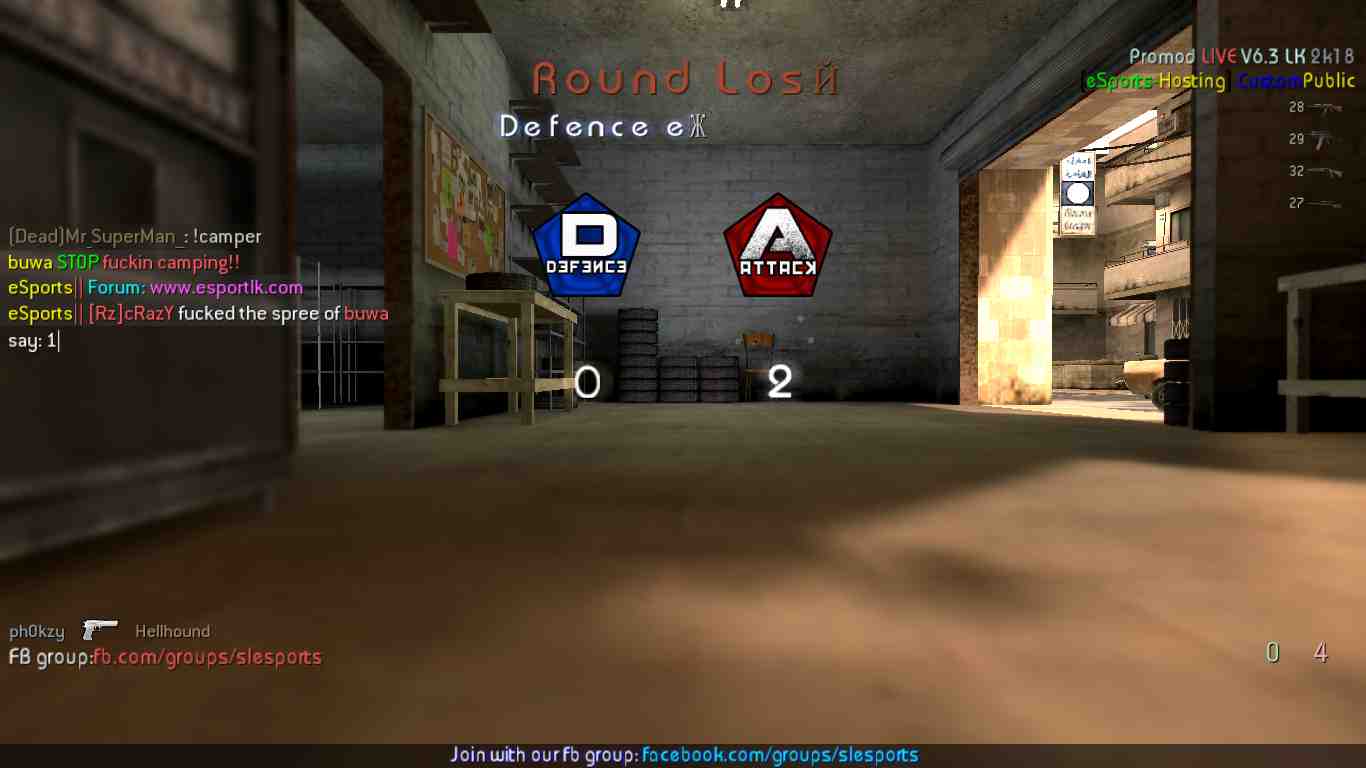 Promod LIVE V6.3 LK 2k18
eSports-Hosting| CustomPublic
Round LosЙ
Defence eЖ
28
29
32
27
DEFENCE
ATTACK
0
2
(Dead)Mr_SuperMan_: !camper
buwa STOP fuckin camping!!
eSports|| Forum: www.esportlk.com
eSports|| [Rz]cRazY fucked the spree of buwa
say: 1|
ph0kzy Hellhound
FB group:fb.com/groups/slesports
0 4
Join with our fb group: facebook.com/groups/slesports